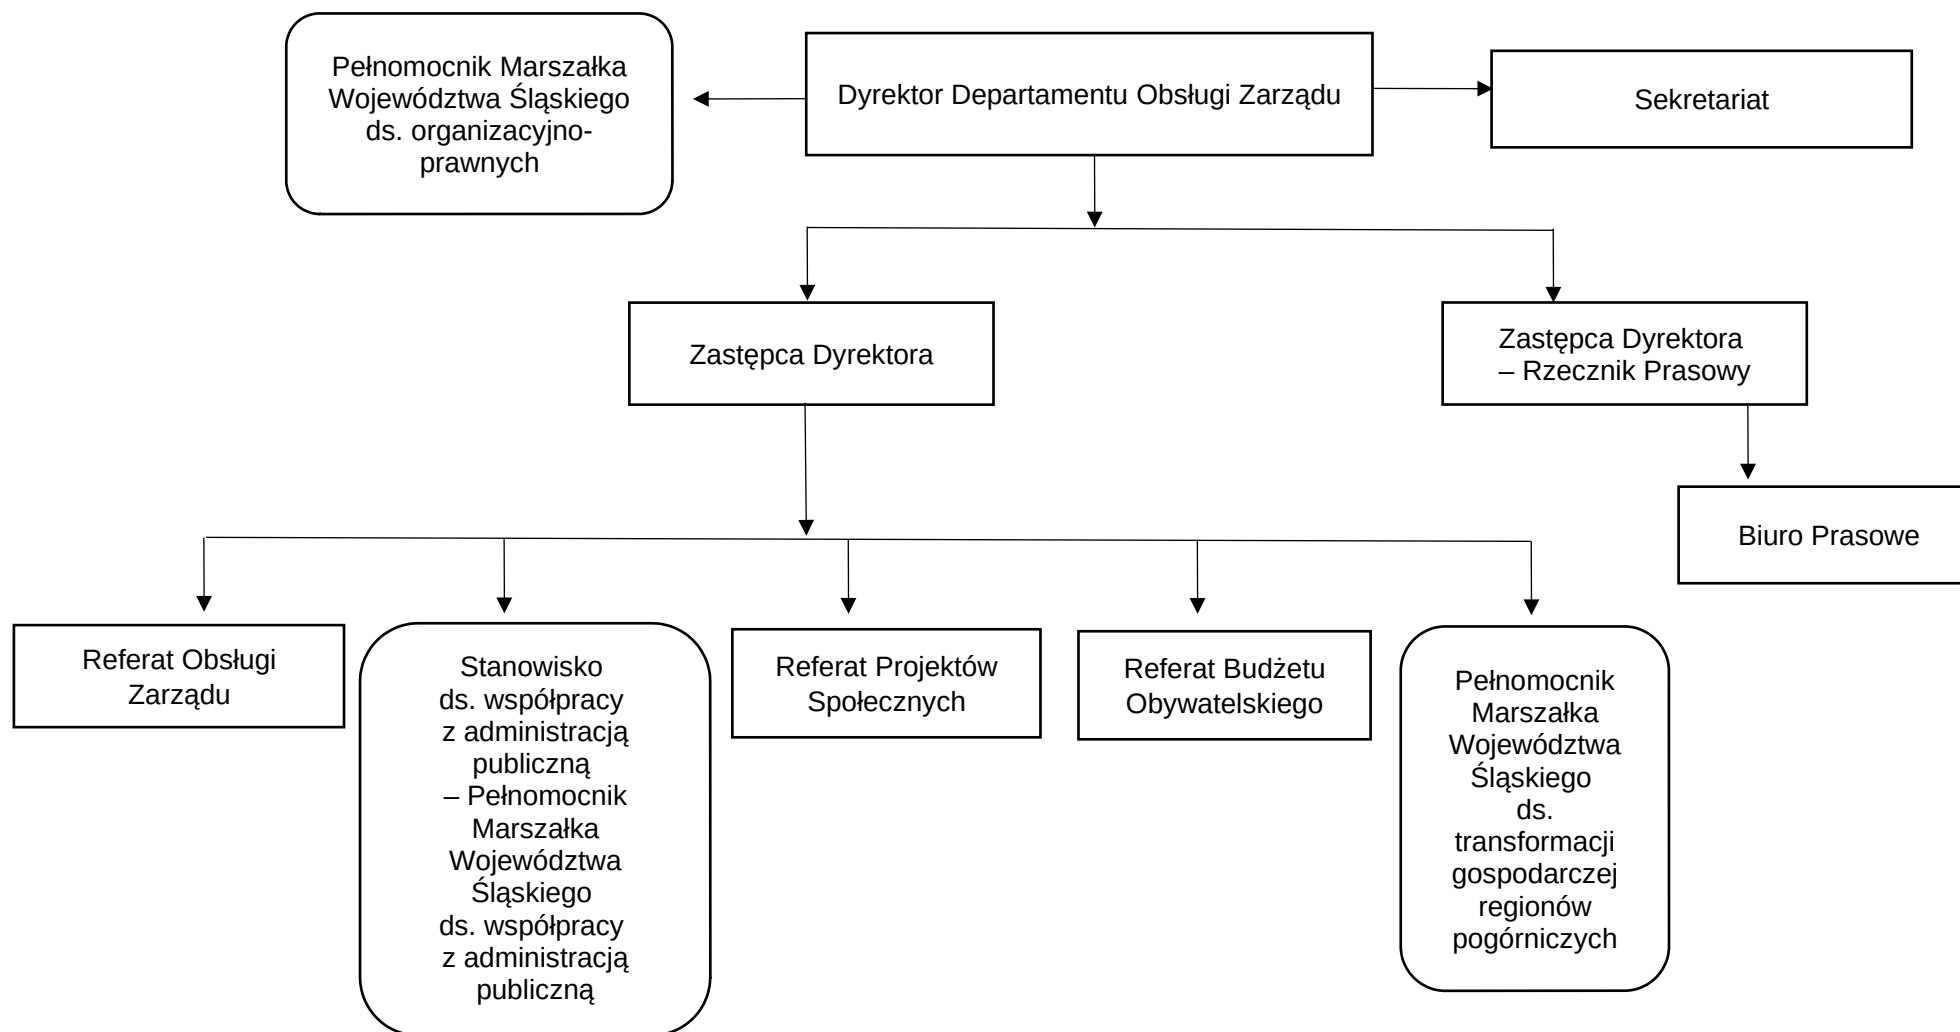 Pełnomocnik Marszałka
Województwa Śląskiego
ds. organizacyjno-
prawnych
Dyrektor Departamentu Obsługi Zarządu
Sekretariat
Zastępca Dyrektora
Zastępca Dyrektora
– Rzecznik Prasowy
Biuro Prasowe
Referat Obsługi
Zarządu
Stanowisko
ds. współpracy
z administracją
publiczną
– Pełnomocnik
Marszałka
Województwa
Śląskiego
ds. współpracy
z administracją
publiczną
Referat Projektów
Społecznych
Referat Budżetu
Obywatelskiego
Pełnomocnik
Marszałka
Województwa
Śląskiego
ds.
transformacji
gospodarczej
regionów
pogórniczych